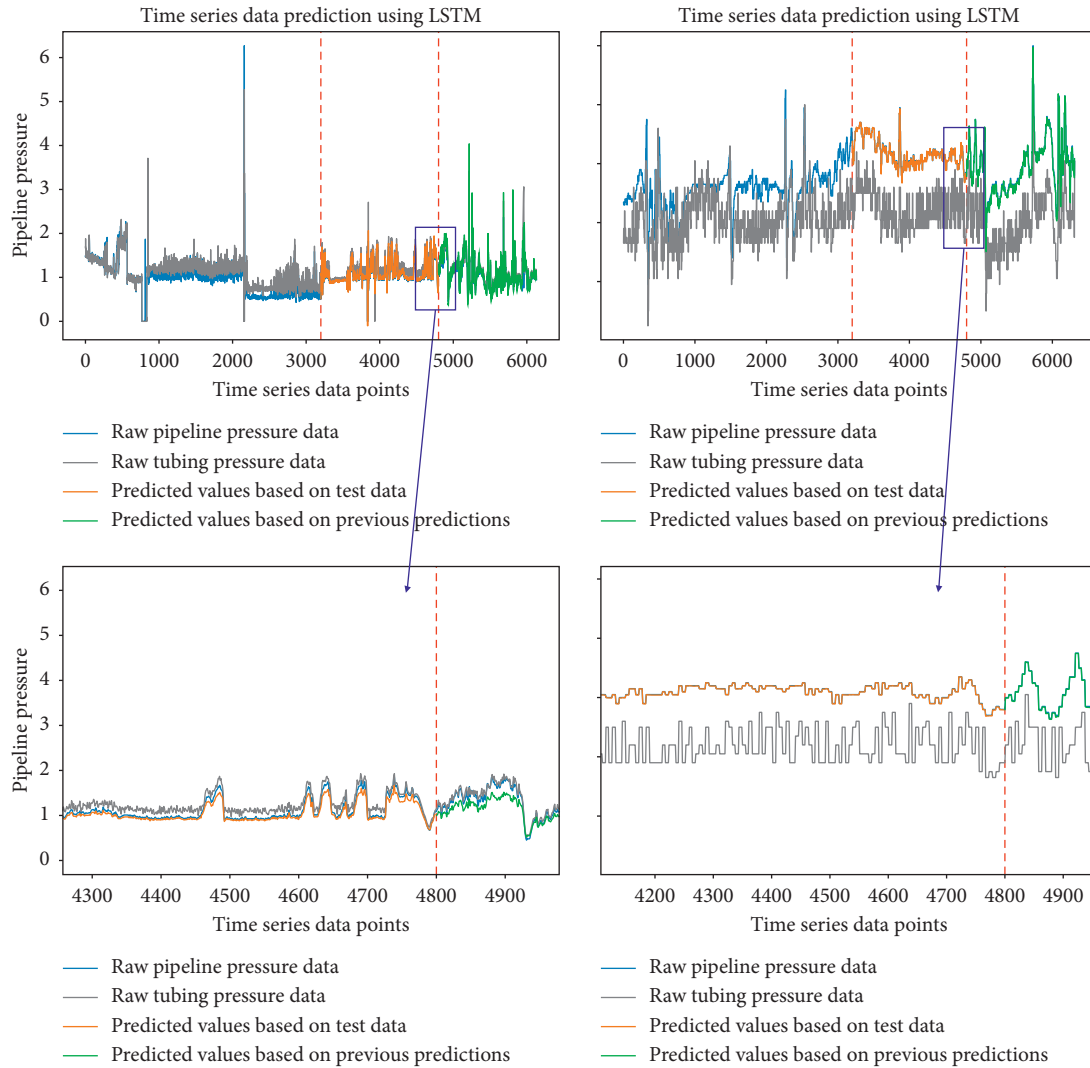 Time series data prediction using LSTM
6
5
4
3
2
1
0
Pipeline pressure
0 1000 2000 3000 4000 5000 6000
Time series data points
Raw pipeline pressure data
Raw tubing pressure data
Predicted values based on test data
Predicted values based on previous predictions
Time series data prediction using LSTM
Pipeline pressure
0 1000 2000 3000 4000 5000 6000
Time series data points
Raw pipeline pressure data
Raw tubing pressure data
Predicted values based on test data
Predicted values based on previous predictions
6
5
4
3
2
1
0
Pipeline pressure
4300 4400 4500 4600 4700 4800 4900
Time series data points
Raw pipeline pressure data
Raw tubing pressure data
Predicted values based on test data
Predicted values based on previous predictions
Pipeline pressure
4200 4300 4400 4500 4600 4700 4800 4900
Time series data points
Raw pipeline pressure data
Raw tubing pressure data
Predicted values based on test data
Predicted values based on previous predictions